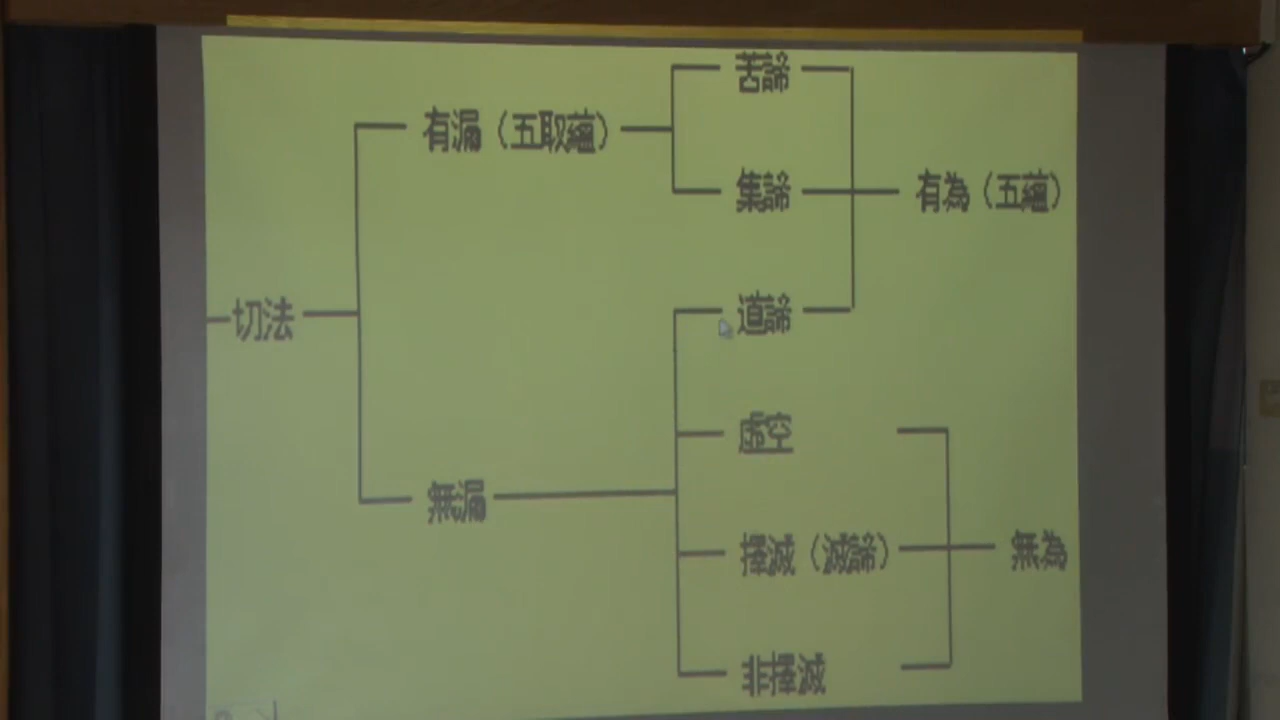 苦諦
有漏（五取蘊）
集諦
有為（五蘊）
一切法
道諦
虛空
無漏
擇滅（滅諦）
無為
非擇滅